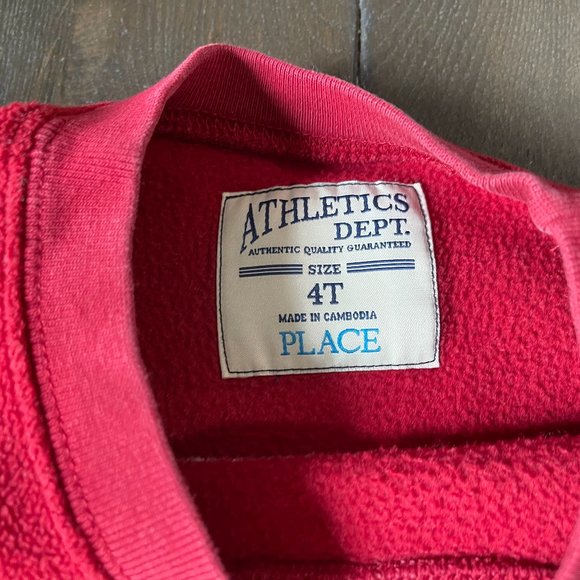 ATHLETICS
DEPT.
AUTHENTIC QUALITY GUARANTEED
SIZE
4T
MADE IN CAMBODIA
PLACE